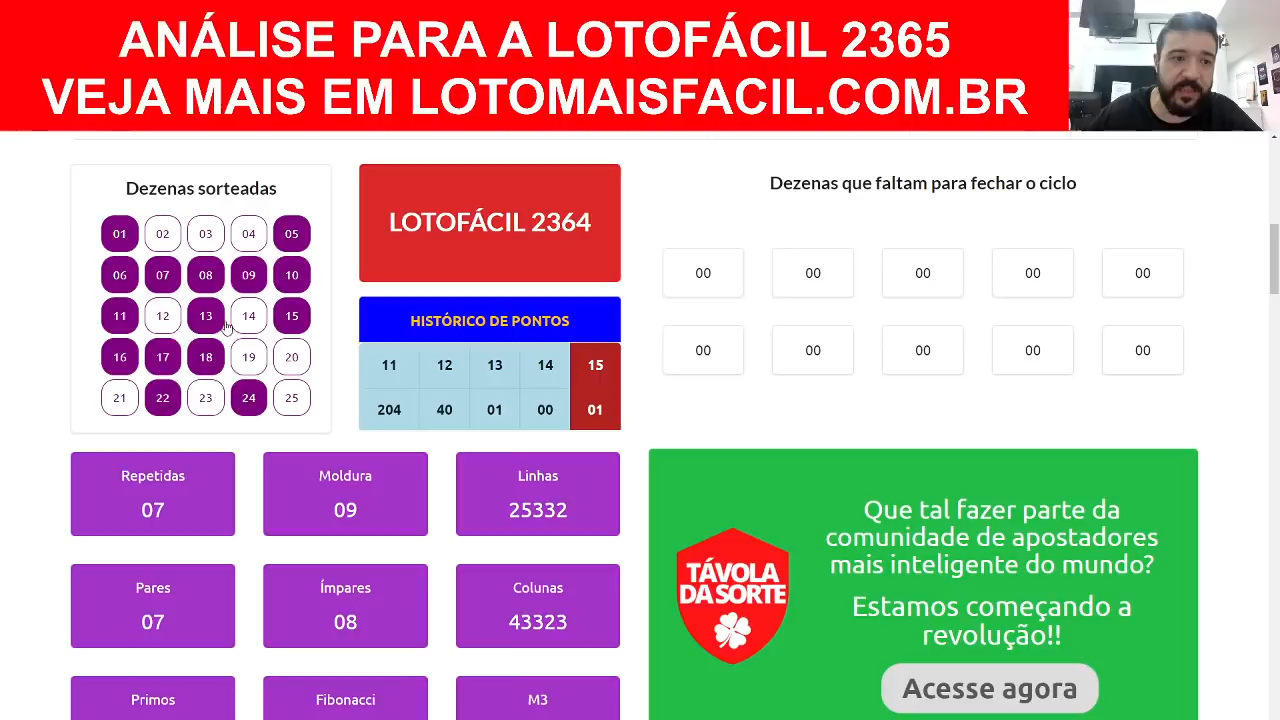 ANÁLISE PARA A LOTOFÁCIL 2365
VEJA MAIS EM LOTOMAISFACIL.COM.BR
Dezenas sorteadas
01 02 03 04 05
06 07 08 09 10
11 12 13 14 15
16 17 18 19 20
21 22 23 24 25
LOTOFÁCIL 2364
HISTÓRICO DE PONTOS
11 12 13 14 15
204 40 01 00 01
Dezenas que faltam para fechar o ciclo
00 00 00 00 00
00 00 00 00 00
Repetidas
07
Moldura
09
Linhas
25332
Pares
07
Ímpares
08
Colunas
43323
Primos
Fibonacci
M3
TÁVOLA
DA SORTE
Que tal fazer parte da
comunidade de apostadores
mais inteligente do mundo?
Estamos começando a
revolução!!
Acesse agora